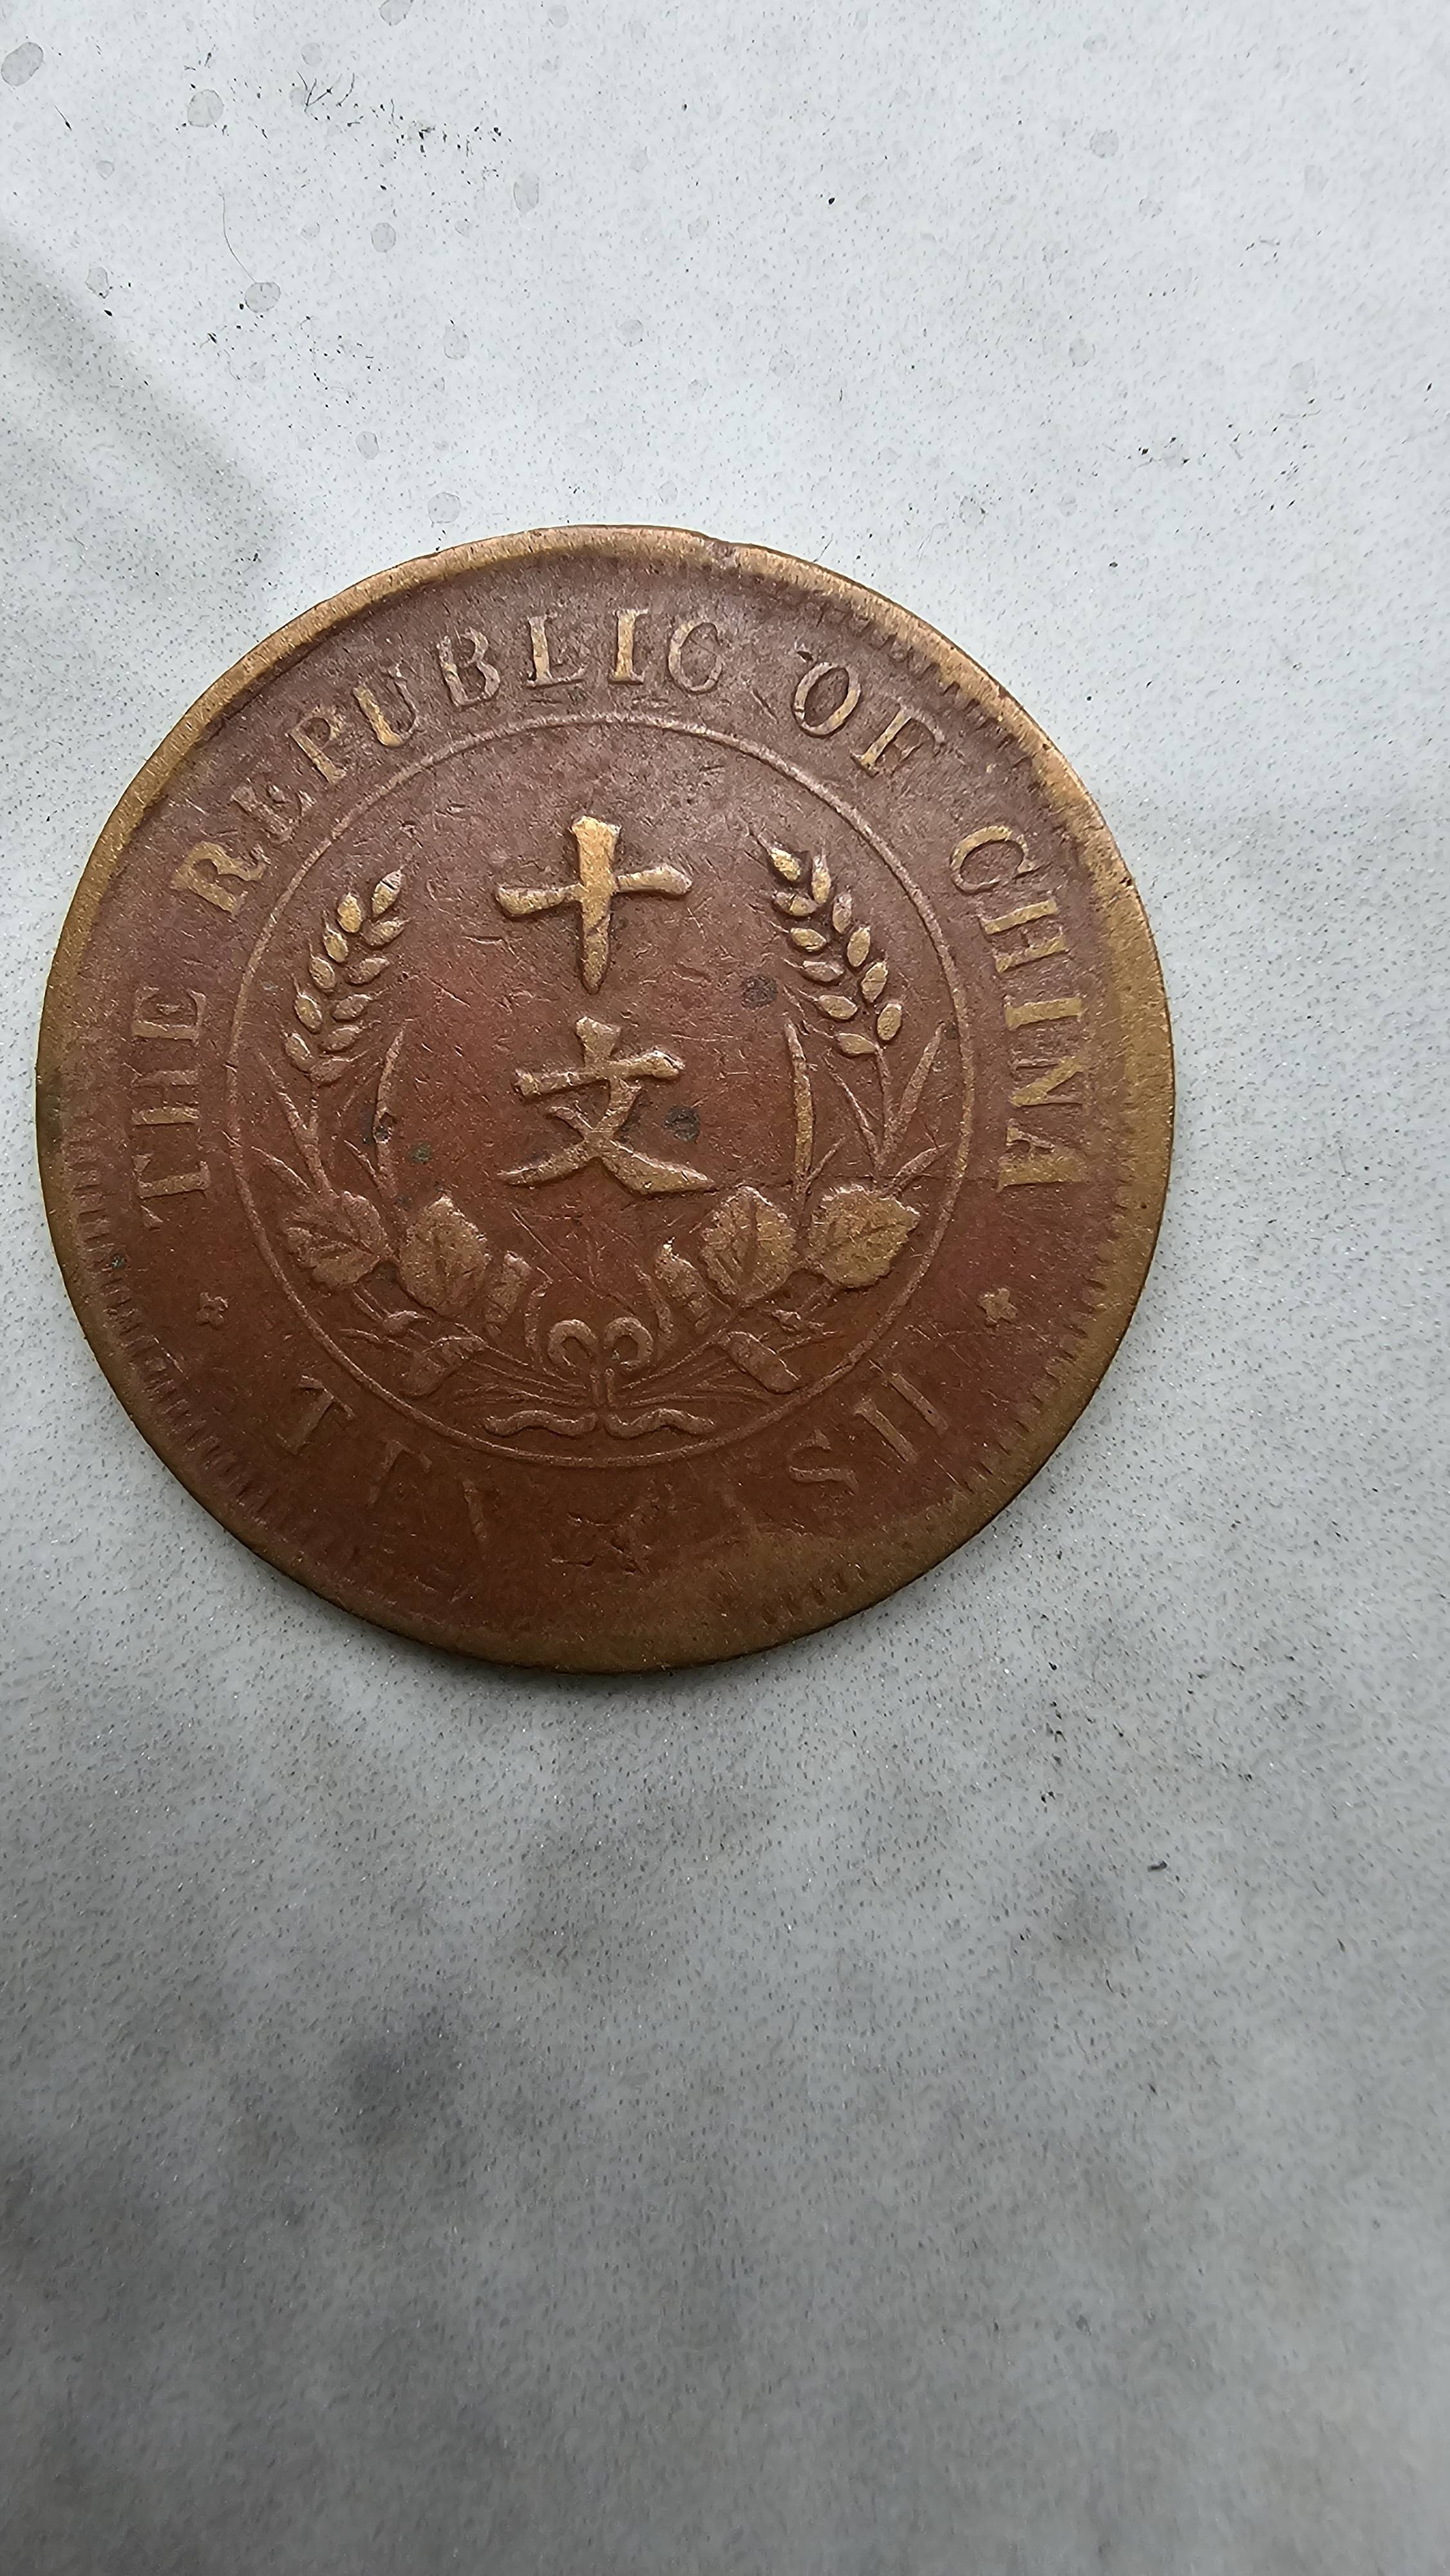 THE REPUBLIC OF CHINA
十
文